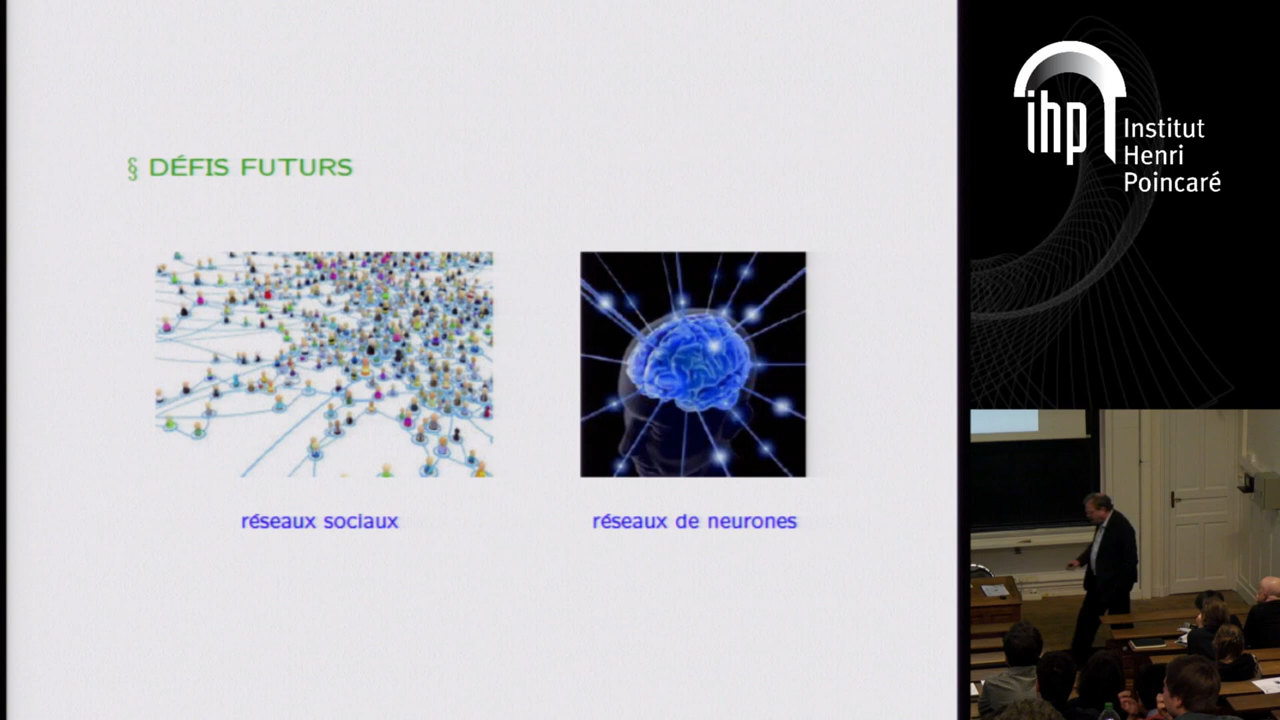 § DÉFIS FUTURS
réseaux sociaux
réseaux de neurones
ihp
Institut
Henri
Poincaré